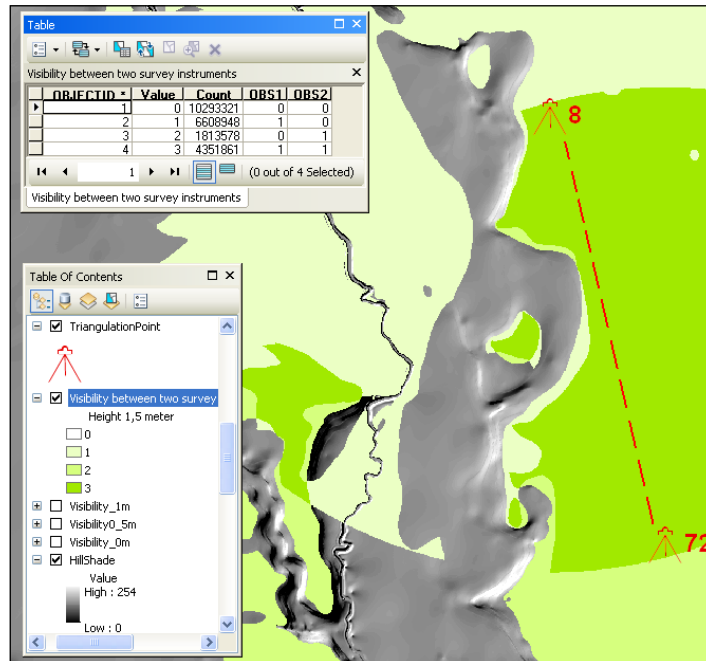 Table
Visibility between two survey instruments
OBJECTID * Value Count OBS1 OBS2
1 0 10293321 0 0
2 1 6608948 1 0
3 2 1813578 0 1
4 3 4351861 1 1
1 (0 out of 4 Selected)
Visibility between two survey instruments
8
Table Of Contents
TriangulationPoint
Visibility between two survey
Height 1,5 meter
0
1
2
3
Visibility_1m
Visibility0_5m
Visibility_0m
HillShade
Value
High : 254
Low : 0
72